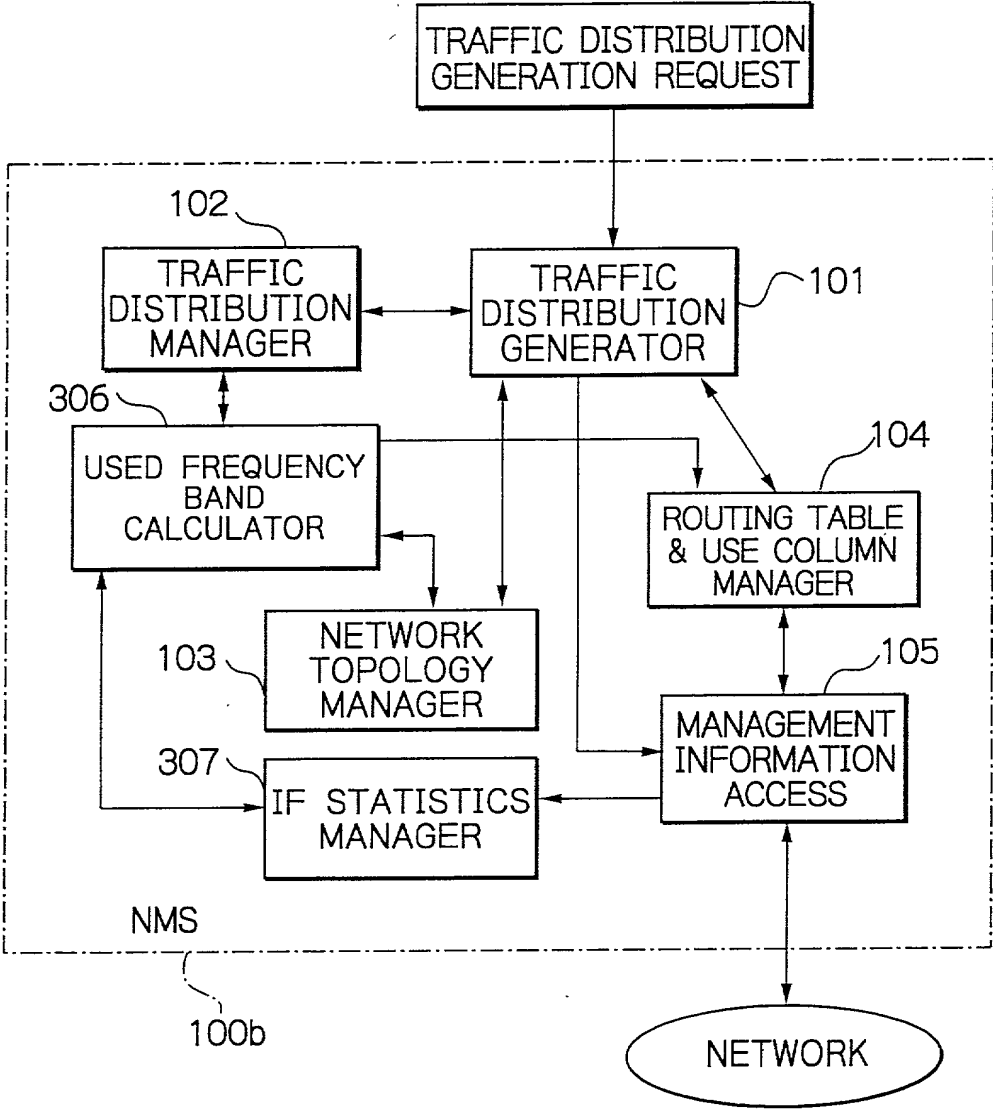 TRAFFIC DISTRIBUTION
GENERATION REQUEST
102
TRAFFIC
DISTRIBUTION
MANAGER
TRAFFIC
DISTRIBUTION
GENERATOR
101
306
USED FREQUENCY
BAND
CALCULATOR
104
ROUTING TABLE
& USE COLUMN
MANAGER
103
NETWORK
TOPOLOGY
MANAGER
105
MANAGEMENT
INFORMATION
ACCESS
307
IF STATISTICS
MANAGER
NMS
100b
NETWORK